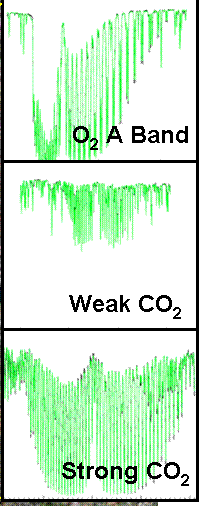 O₂ A Band
Weak CO₂
Strong CO₂